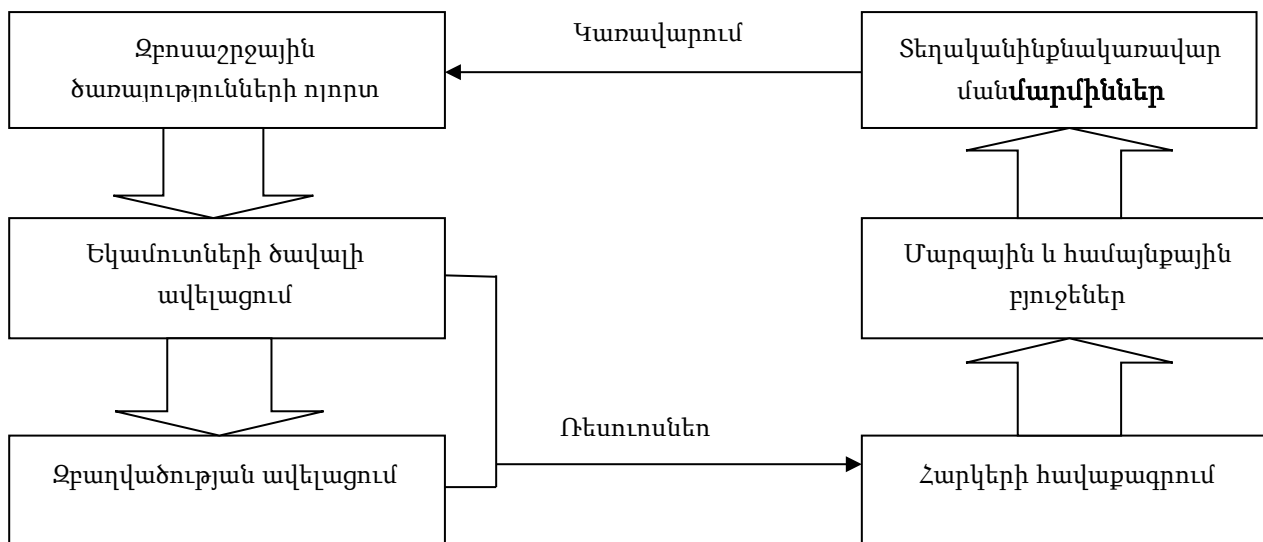 Զբոսաշրջային
ծառայությունների ոլորտ
Կառավարում
Տեղականինքնակառավար
մանմարմիններ
Եկամուտների ծավալի
ավելացում
Մարզային և համայնքային
բյուջեներ
Զբաղվածության ավելացում
Ռեսուրսներ
Հարկերի հավաքագրում